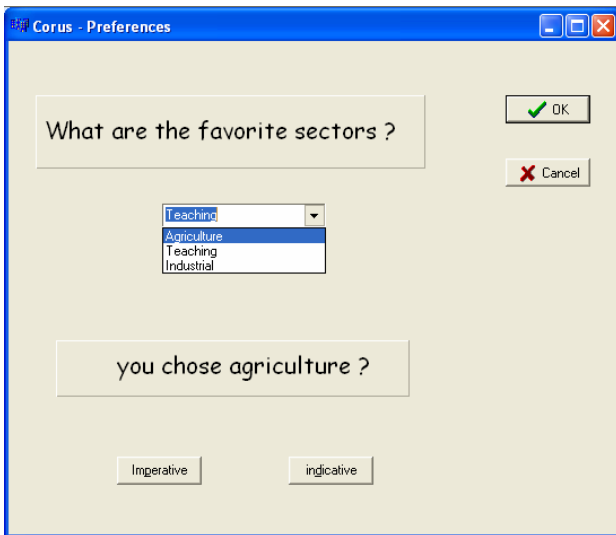 Corus - Preferences
What are the favorite sectors ?
OK
Cancel
Teaching
Agriculture
Teaching
Industrial
you chose agriculture ?
Imperative
indicative